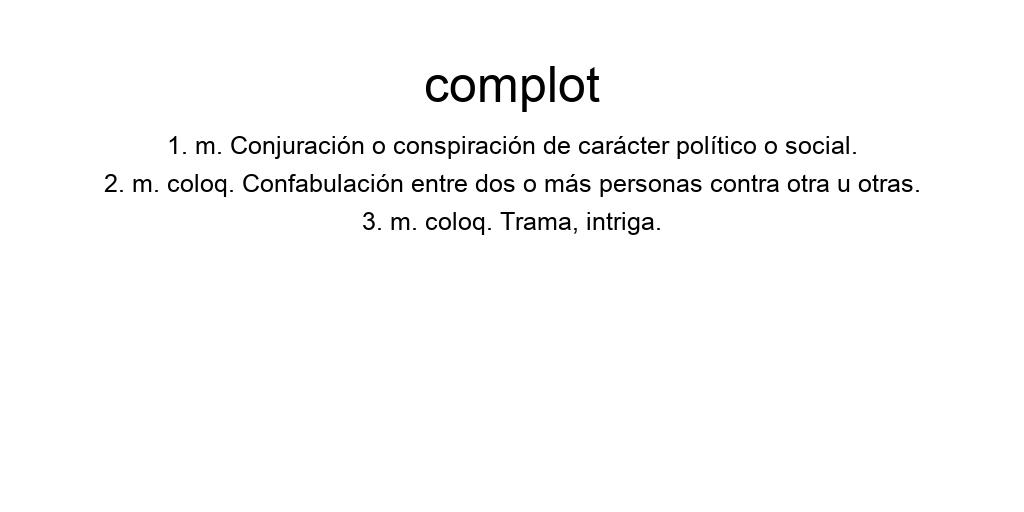 complot
1. m. Conjuración o conspiración de carácter político o social.
2. m. coloq. Confabulación entre dos o más personas contra otra u otras.
3. m. coloq. Trama, intriga.